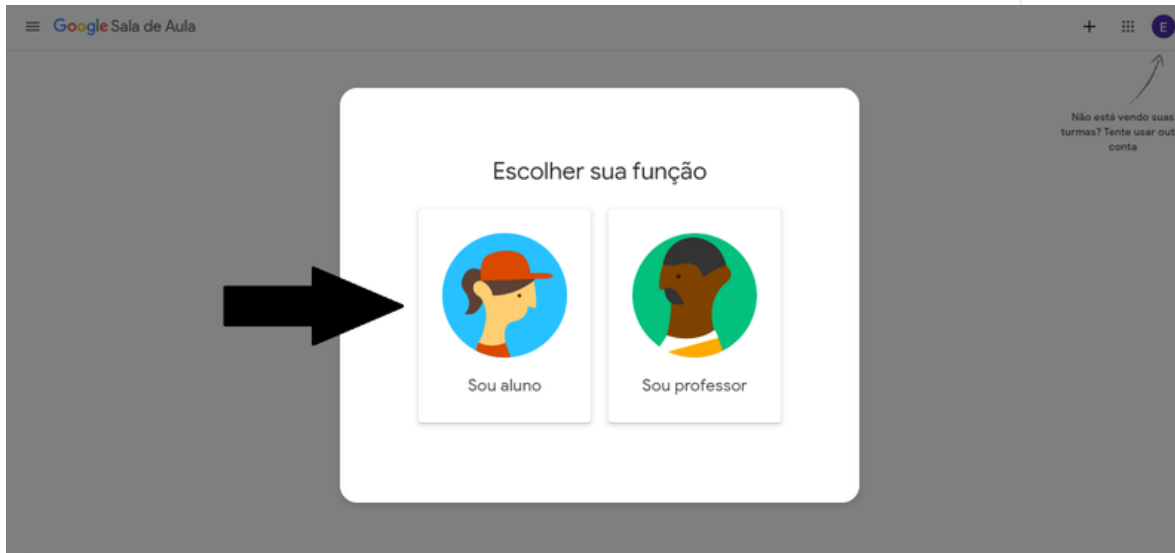 Google Sala de Aula
E
Não está vendo suas
turmas? Tente usar out
conta
Escolher sua função
Sou aluno
Sou professor